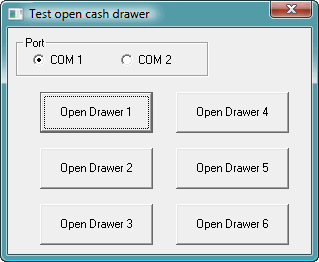 Test open cash drawer
Port
COM 1 COM 2
Open Drawer 1 Open Drawer 4
Open Drawer 2 Open Drawer 5
Open Drawer 3 Open Drawer 6